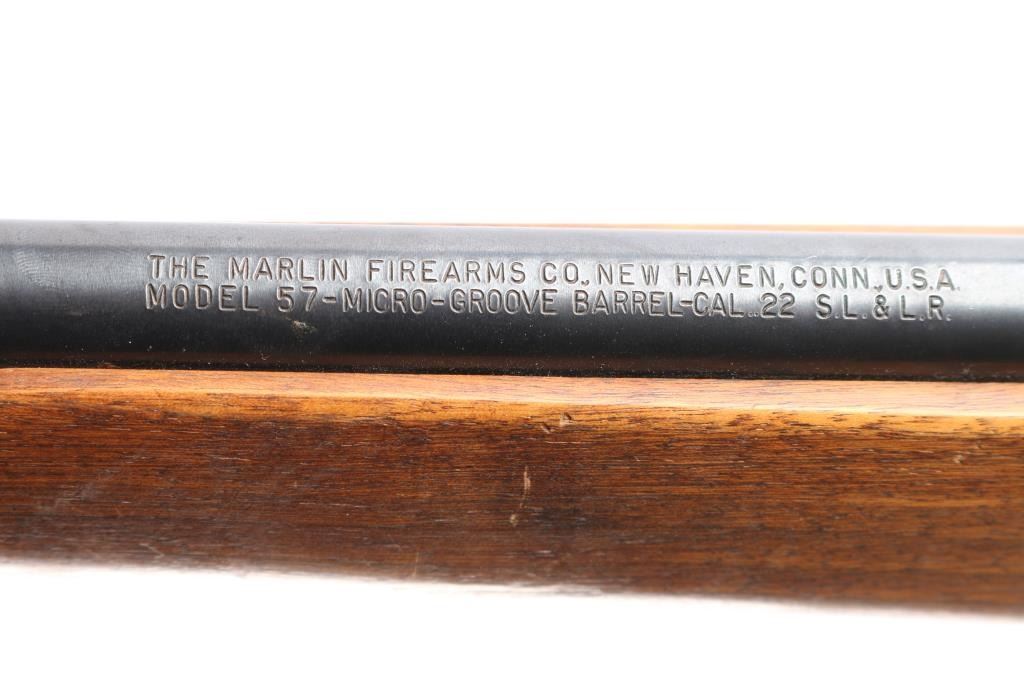 THE MARLIN FIREARMS CO., NEW HAVEN, CONN., U.S.A.
MODEL 57-MICRO-GROOVE BARREL-CAL. .22 S.L.&L.R.